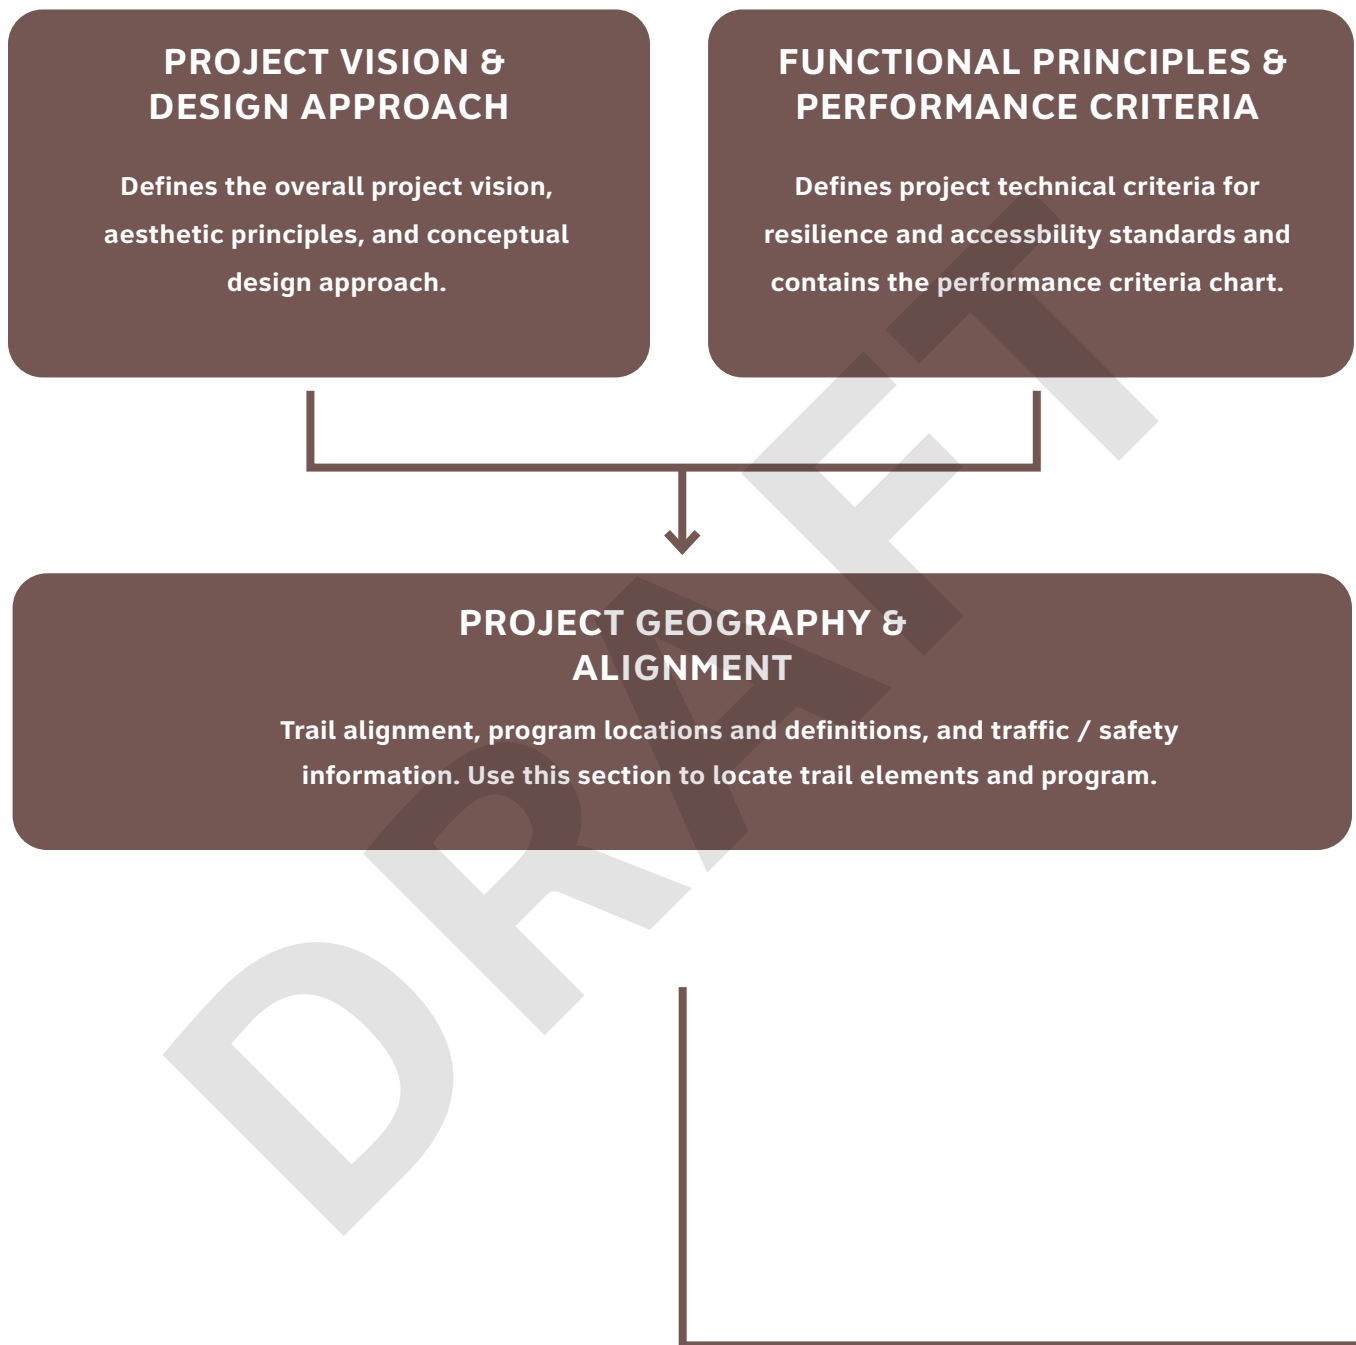 PROJECT VISION &
DESIGN APPROACH
Defines the overall project vision,
aesthetic principles, and conceptual
design approach.
FUNCTIONAL PRINCIPLES &
PERFORMANCE CRITERIA
Defines project technical criteria for
resilience and accessbility standards and
contains the performance criteria chart.
PROJECT GEOGRAPHY &
ALIGNMENT
Trail alignment, program locations and definitions, and traffic / safety
information. Use this section to locate trail elements and program.
DRAFT